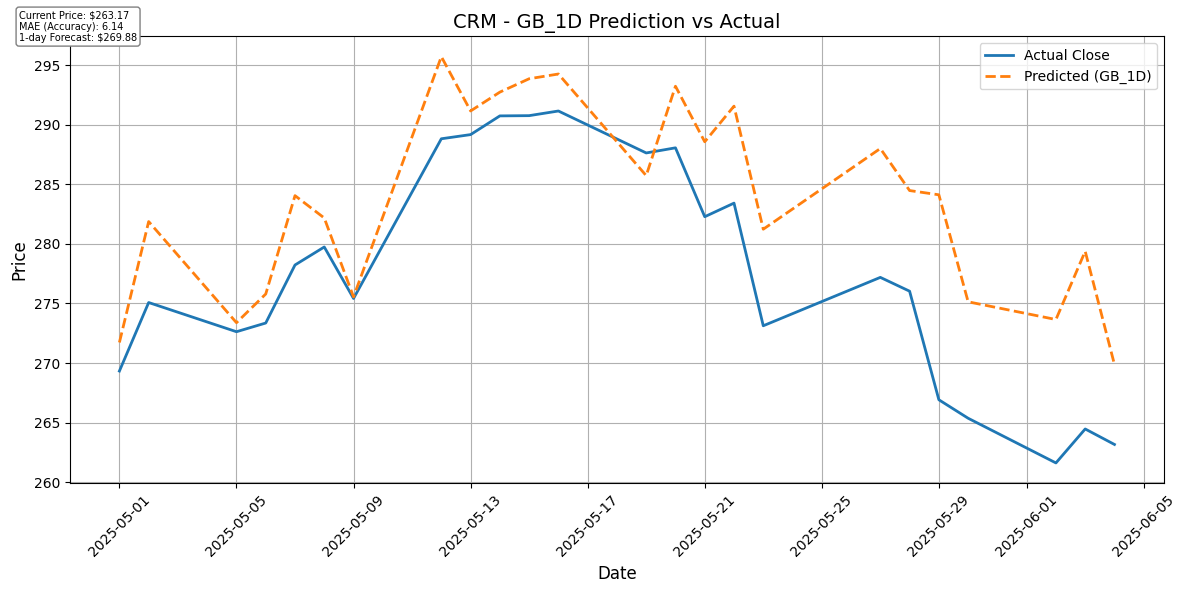 Current Price: $263.17
MAE (Accuracy): 6.14
1-day Forecast: $269.88
CRM - GB_1D Prediction vs Actual
Actual Close
Predicted (GB_1D)
Price
295
290
285
280
275
270
265
260
2025-05-01
2025-05-05
2025-05-09
2025-05-13
2025-05-17
2025-05-21
2025-05-25
2025-05-29
2025-06-01
2025-06-05
Date